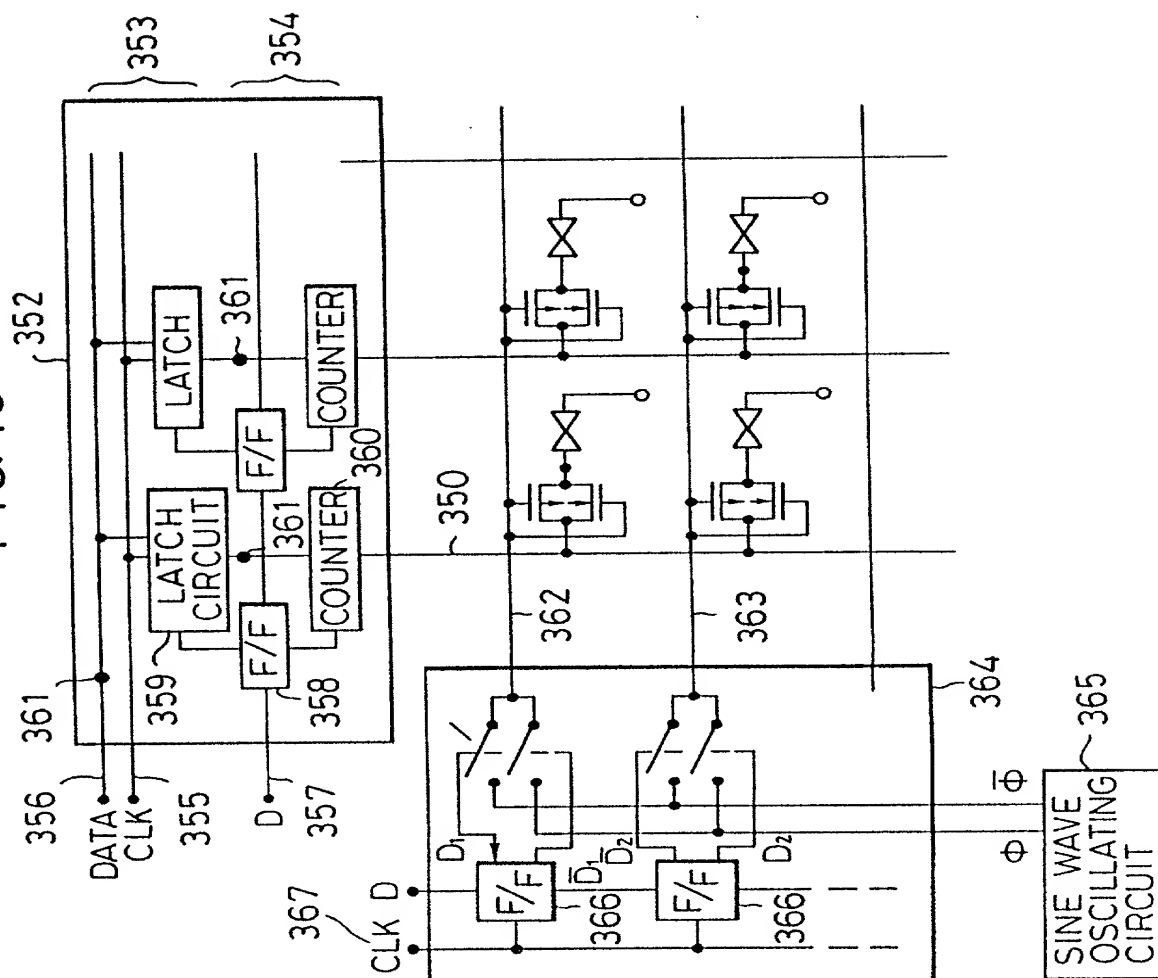 352
353
354
361
356
DATA
CLK
355
D
357
359
LATCH
CIRCUIT
LATCH
361
361
F/F
F/F
358
COUNTER
COUNTER
360
350
362
363
364
365
367
CLK
D
D₁
D̄₁
D̄₂
D₂
F/F
F/F
366
366
Φ
Φ̄
SINE WAVE
OSCILLATING
CIRCUIT